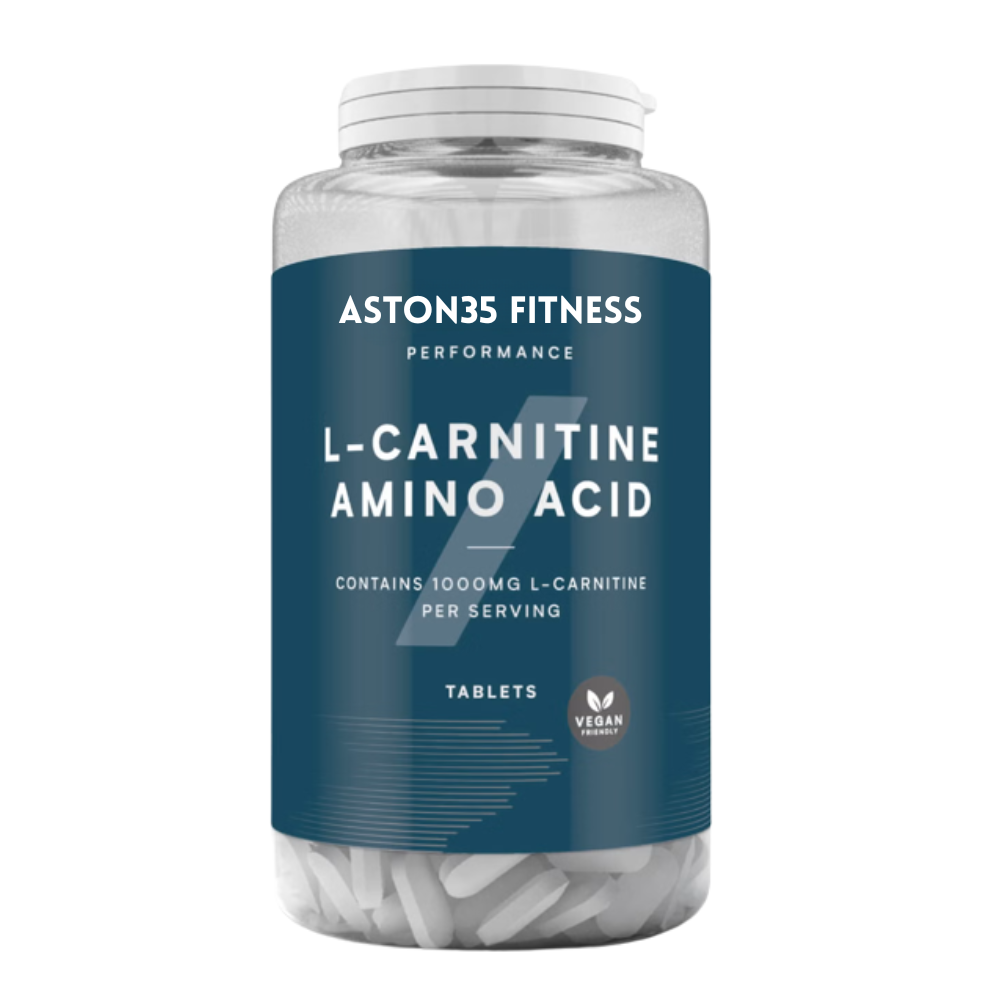 ASTON35 FITNESS
PERFORMANCE
L-CARNITINE
AMINO ACID
CONTAINS 1000MG L-CARNITINE
PER SERVING
TABLETS
VEGAN
FRIENDLY